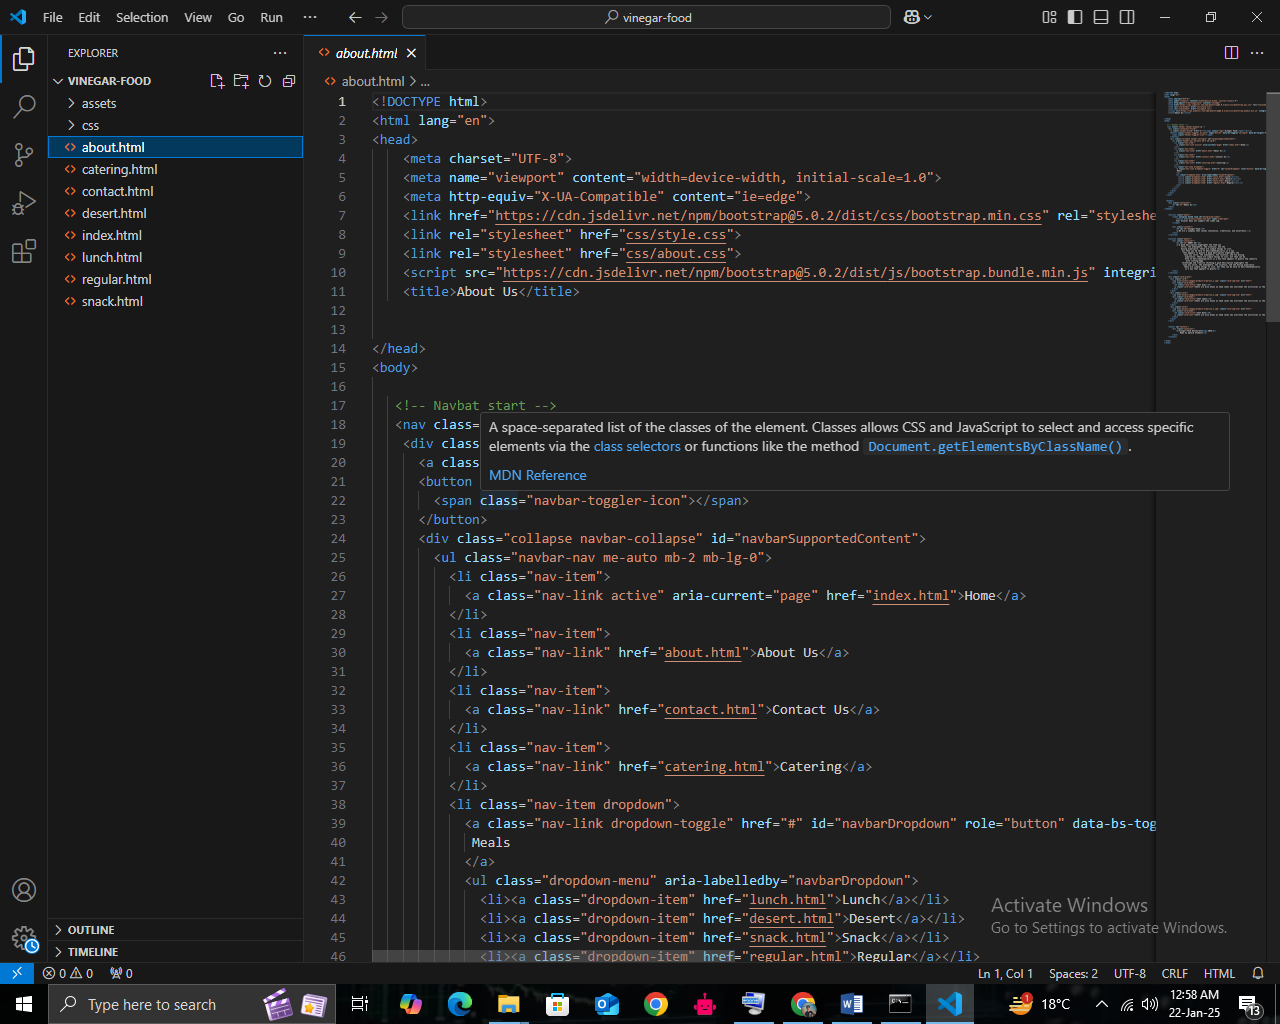 File Edit Selection View Go Run ... vinegar-food
EXPLORER
VINEGAR-FOOD
assets
css
about.html
catering.html
contact.html
desert.html
index.html
lunch.html
regular.html
snack.html
OUTLINE
TIMELINE
about.html
about.html > ...
1 <!DOCTYPE html>
2 <html lang="en">
3 <head>
4 <meta charset="UTF-8">
5 <meta name="viewport" content="width=device-width, initial-scale=1.0">
6 <meta http-equiv="X-UA-Compatible" content="ie=edge">
7 <link href="https://cdn.jsdelivr.net/npm/bootstrap@5.0.2/dist/css/bootstrap.min.css" rel="styleshe
8 <link rel="stylesheet" href="css/style.css">
9 <link rel="stylesheet" href="css/about.css">
10 <script src="https://cdn.jsdelivr.net/npm/bootstrap@5.0.2/dist/js/bootstrap.bundle.min.js" integri
11 <title>About Us</title>
12
13
14 </head>
15 <body>
16
17 <!-- Navbat start -->
18 <nav class=
19 <div clas
20 <a clas
21 <button
A space-separated list of the classes of the element. Classes allows CSS and JavaScript to select and access specific
elements via the class selectors or functions like the method Document.getElementsByClassName().
MDN Reference
22 <span class="navbar-toggler-icon"></span>
23 </button>
24 <div class="collapse navbar-collapse" id="navbarSupportedContent">
25 <ul class="navbar-nav me-auto mb-2 mb-lg-0">
26 <li class="nav-item">
27 <a class="nav-link active" aria-current="page" href="index.html">Home</a>
28 </li>
29 <li class="nav-item">
30 <a class="nav-link" href="about.html">About Us</a>
31 </li>
32 <li class="nav-item">
33 <a class="nav-link" href="contact.html">Contact Us</a>
34 </li>
35 <li class="nav-item">
36 <a class="nav-link" href="catering.html">Catering</a>
37 </li>
38 <li class="nav-item dropdown">
39 <a class="nav-link dropdown-toggle" href="#" id="navbarDropdown" role="button" data-bs-tog
40 Meals
41 </a>
42 <ul class="dropdown-menu" aria-labelledby="navbarDropdown">
43 <li><a class="dropdown-item" href="lunch.html">Lunch</a></li>
44 <li><a class="dropdown-item" href="desert.html">Desert</a></li>
45 <li><a class="dropdown-item" href="snack.html">Snack</a></li>
46 <li><a class="dropdown-item" href="regular.html">Regular</a></li>
Activate Windows
Go to Settings to activate Windows.
0 0 0 Ln 1, Col 1 Spaces: 2 UTF-8 CRLF HTML
Type here to search 1 18°C 12:58 AM 13
22-Jan-25